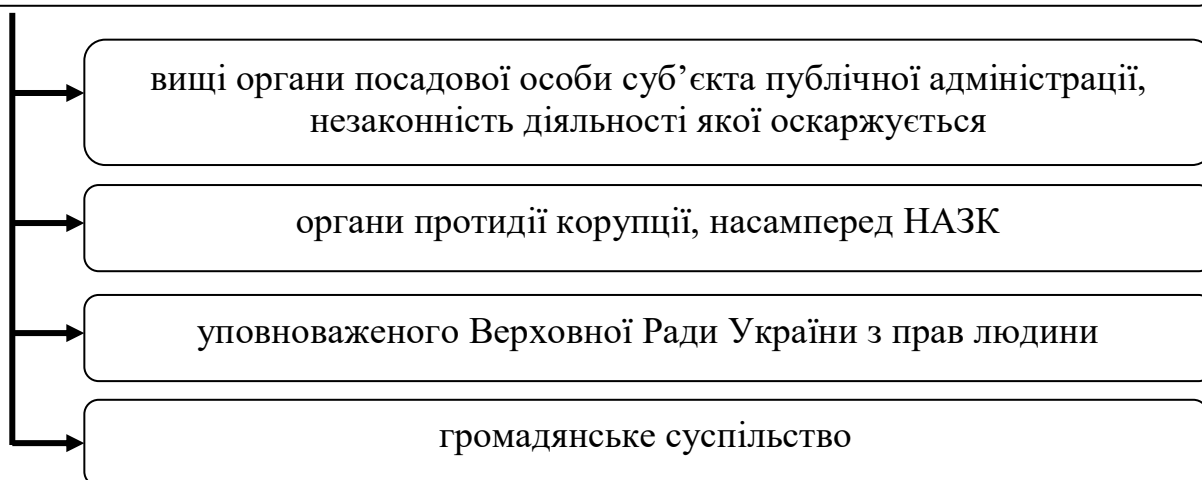 вищі органи посадової особи суб’єкта публічної адміністрації,
незаконність діяльності якої оскаржується
органи протидії корупції, насамперед НАЗК
уповноваженого Верховної Ради України з прав людини
громадянське суспільство